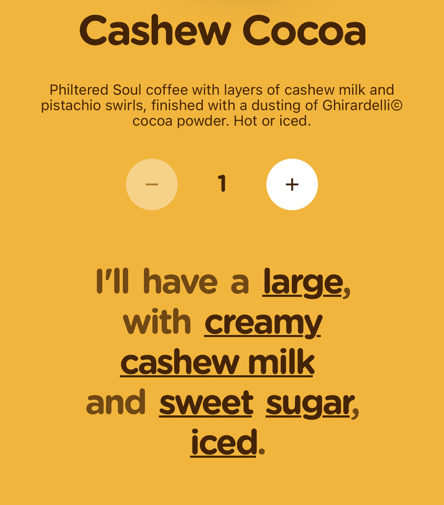 Cashew Cocoa
Philtered Soul coffee with layers of cashew milk and
pistachio swirls, finished with a dusting of Ghirardelli©
cocoa powder. Hot or iced.
− 1 +
I'll have a large,
with creamy
cashew milk
and sweet sugar,
iced.